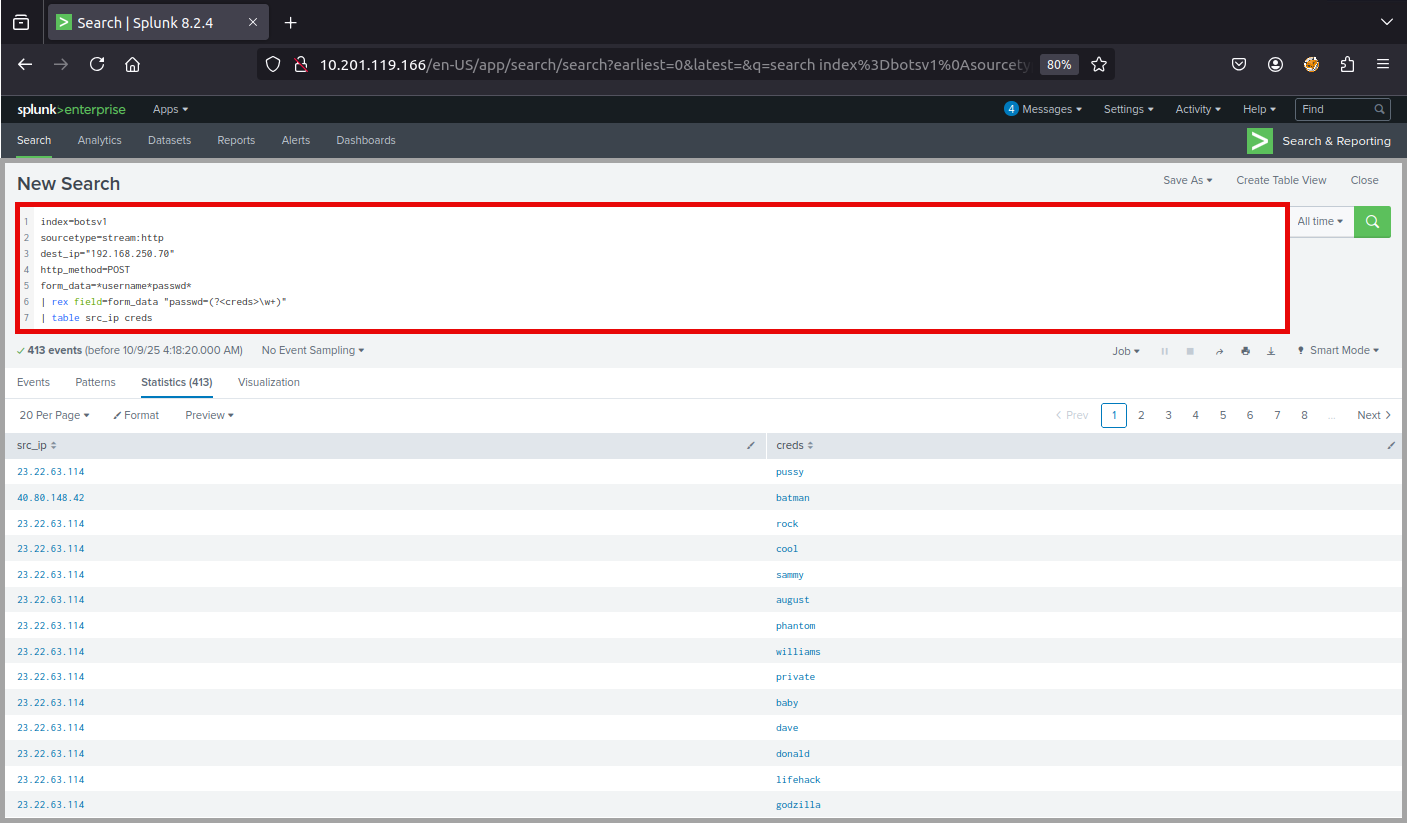 Search | Splunk 8.2.4
10.201.119.166/en-US/app/search/search?earliest=0&latest=&q=search index%3Dbotsv1%0Asourcety
80%
splunk>enterprise Apps
4 Messages Settings Activity Help Find
Search Analytics Datasets Reports Alerts Dashboards
> Search & Reporting
New Search
Save As Create Table View Close
1 index=botsv1
2 sourcetype=stream:http
3 dest_ip="192.168.250.70"
4 http_method=POST
5 form_data=*username*passwd*
6 | rex field=form_data "passwd=(?<creds>\w+)"
7 | table src_ip creds
All time
413 events (before 10/9/25 4:18:20.000 AM) No Event Sampling
Job Smart Mode
Events Patterns Statistics (413) Visualization
20 Per Page Format Preview
< Prev 1 2 3 4 5 6 7 8 ... Next >
src_ip creds
23.22.63.114 pussy
40.80.148.42 batman
23.22.63.114 rock
23.22.63.114 cool
23.22.63.114 sammy
23.22.63.114 august
23.22.63.114 phantom
23.22.63.114 williams
23.22.63.114 private
23.22.63.114 baby
23.22.63.114 dave
23.22.63.114 donald
23.22.63.114 lifehack
23.22.63.114 godzilla